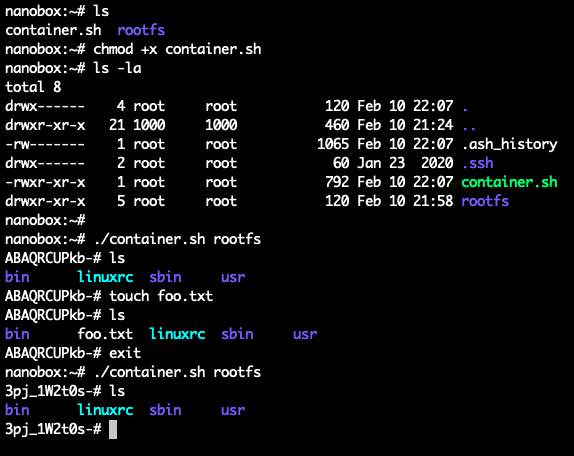 nanobox:~# ls
container.sh  rootfs
nanobox:~# chmod +x container.sh
nanobox:~# ls -la
total 8
drwx------    4 root     root           120 Feb 10 22:07 .
drwxr-xr-x   21 1000     1000           460 Feb 10 21:24 ..
-rw-------    1 root     root          1065 Feb 10 22:07 .ash_history
drwx------    2 root     root            60 Jan 23  2020 .ssh
-rwxr-xr-x    1 root     root           792 Feb 10 22:07 container.sh
drwxr-xr-x    5 root     root           120 Feb 10 21:58 rootfs
nanobox:~#
nanobox:~# ./container.sh rootfs
ABAQRCUPkb-# ls
bin      linuxrc  sbin     usr
ABAQRCUPkb-# touch foo.txt
ABAQRCUPkb-# ls
bin      foo.txt  linuxrc  sbin     usr
ABAQRCUPkb-# exit
nanobox:~# ./container.sh rootfs
3pj_1W2t0s-# ls
bin      linuxrc  sbin     usr
3pj_1W2t0s-#